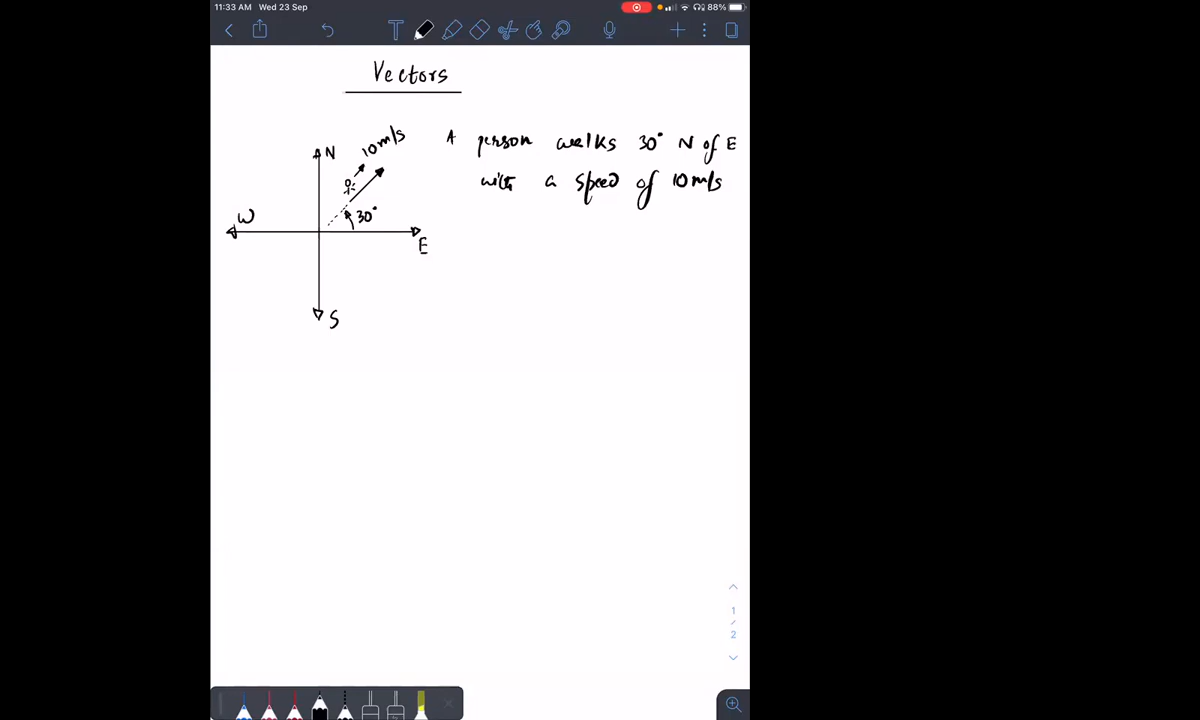 11:33 AM Wed 23 Sep
88%
T
Vectors
N
10m/s
A person walks 30° N of E
with a speed of 10m/s
30°
W
E
S
1
/
2